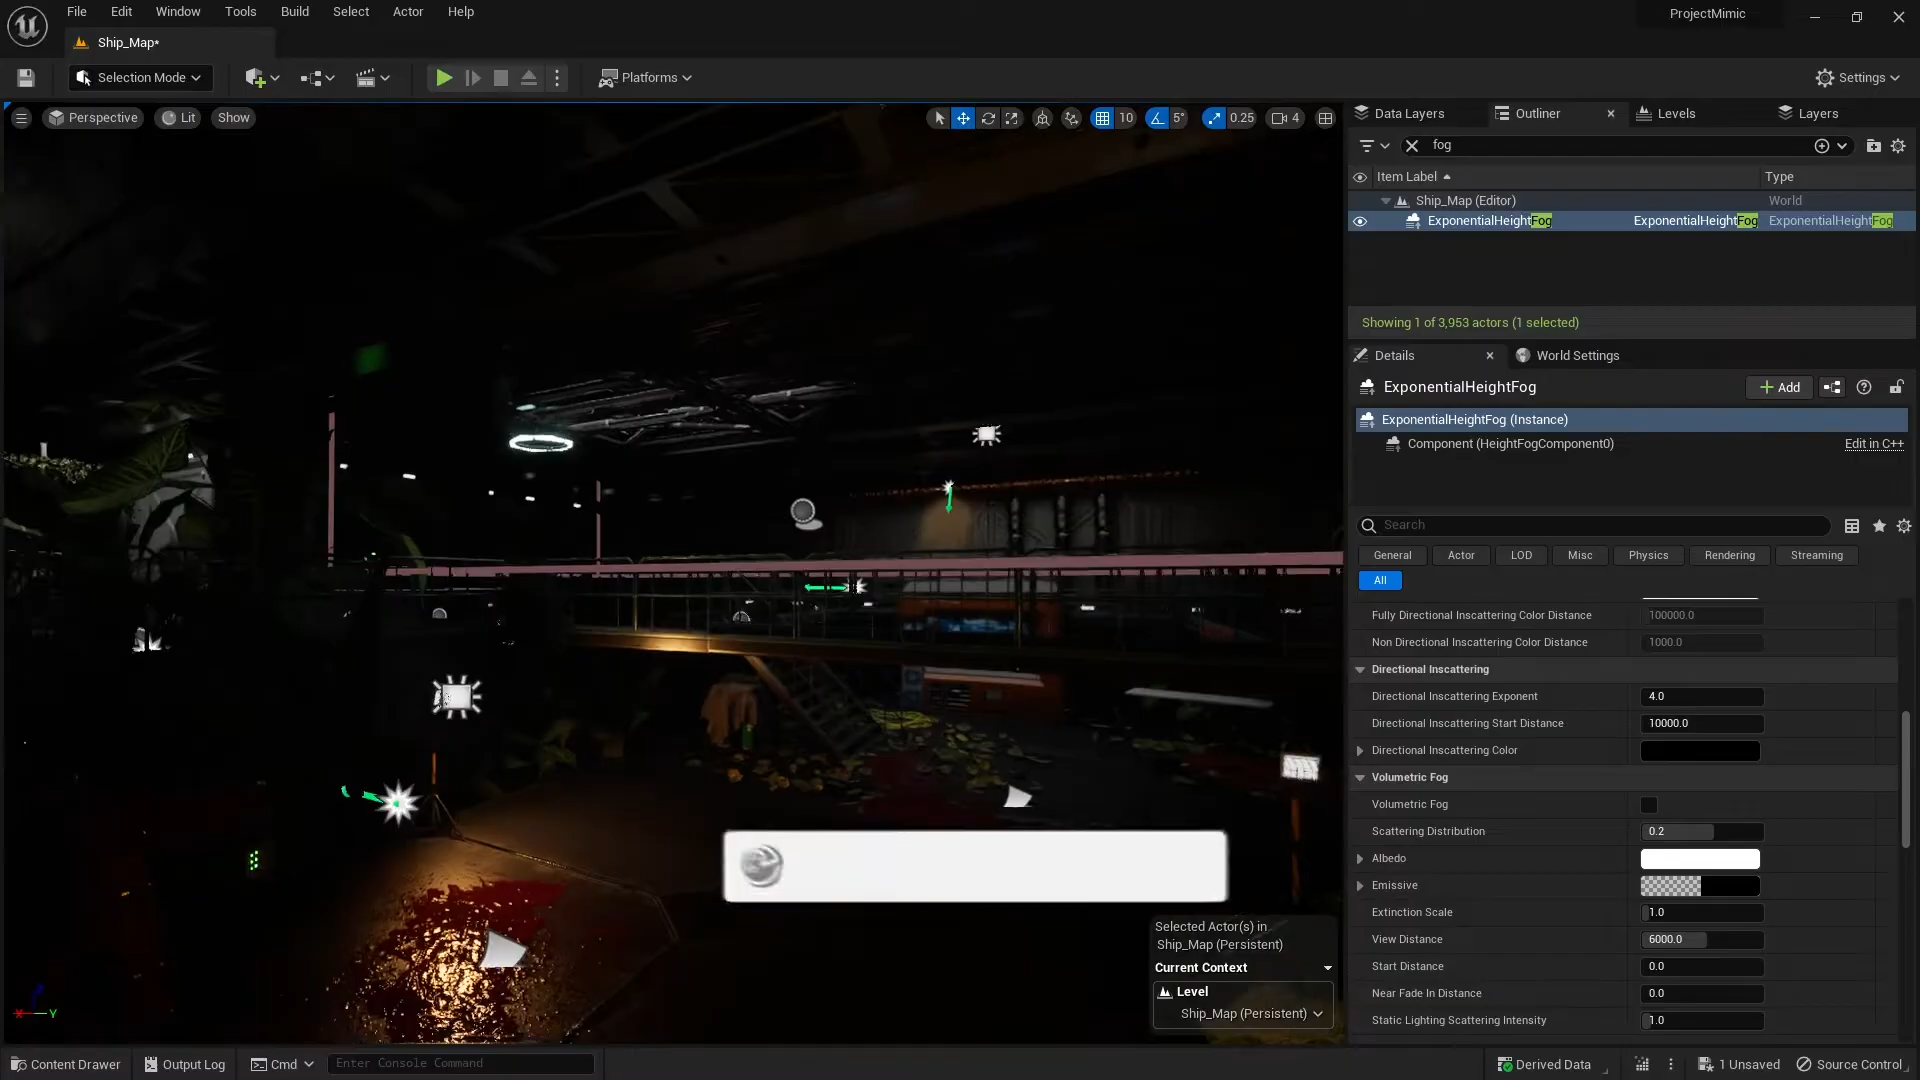 File Edit Window Tools Build Select Actor Help
ProjectMimic
Ship_Map*
Selection Mode
Platforms
Settings
Perspective Lit Show
10 5° 0.25 4
Data Layers Outliner Levels Layers
fog
Item Label Type
Ship_Map (Editor) World
ExponentialHeightFog ExponentialHeightFog ExponentialHeightFog
Showing 1 of 3,953 actors (1 selected)
Details World Settings
ExponentialHeightFog
Add
ExponentialHeightFog (Instance)
Component (HeightFogComponent0) Edit in C++
Search
General Actor LOD Misc Physics Rendering Streaming
All
Fully Directional Inscattering Color Distance 100000.0
Non Directional Inscattering Color Distance 1000.0
Directional Inscattering
Directional Inscattering Exponent 4.0
Directional Inscattering Start Distance 10000.0
Directional Inscattering Color
Volumetric Fog
Volumetric Fog
Scattering Distribution 0.2
Albedo
Emissive
Extinction Scale 1.0
View Distance 6000.0
Start Distance 0.0
Near Fade In Distance 0.0
Static Lighting Scattering Intensity 1.0
Selected Actor(s) in
Ship_Map (Persistent)
Current Context
Level
Ship_Map (Persistent)
X Y
Content Drawer Output Log Cmd Enter Console Command
Derived Data 1 Unsaved Source Control